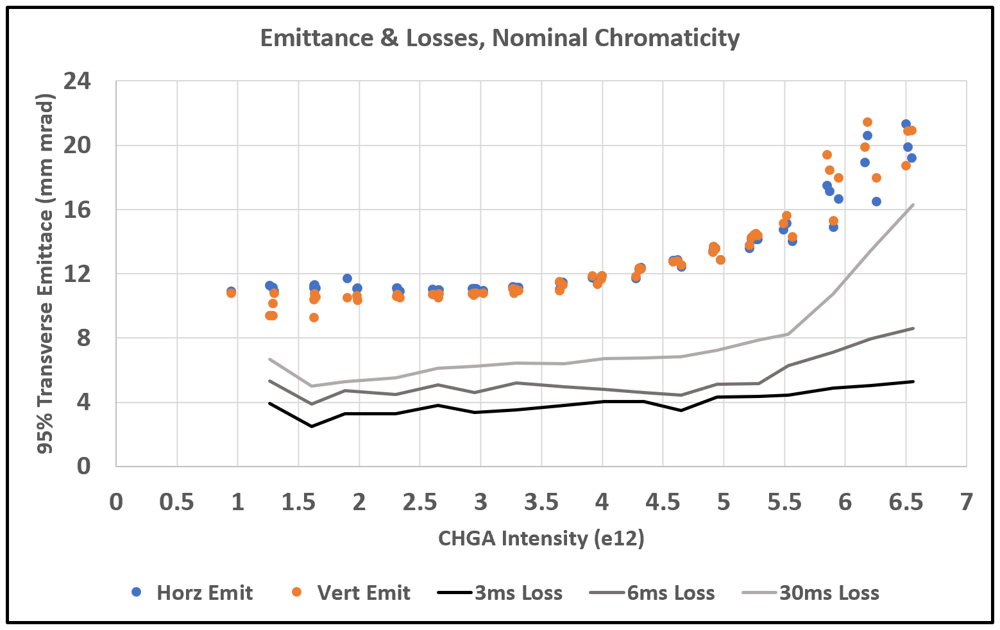 Emittance & Losses, Nominal Chromaticity
95% Transverse Emittace (mm mrad)
24
20
16
12
8
4
0
0 0.5 1 1.5 2 2.5 3 3.5 4 4.5 5 5.5 6 6.5 7
CHGA Intensity (e12)
Horz Emit Vert Emit 3ms Loss 6ms Loss 30ms Loss